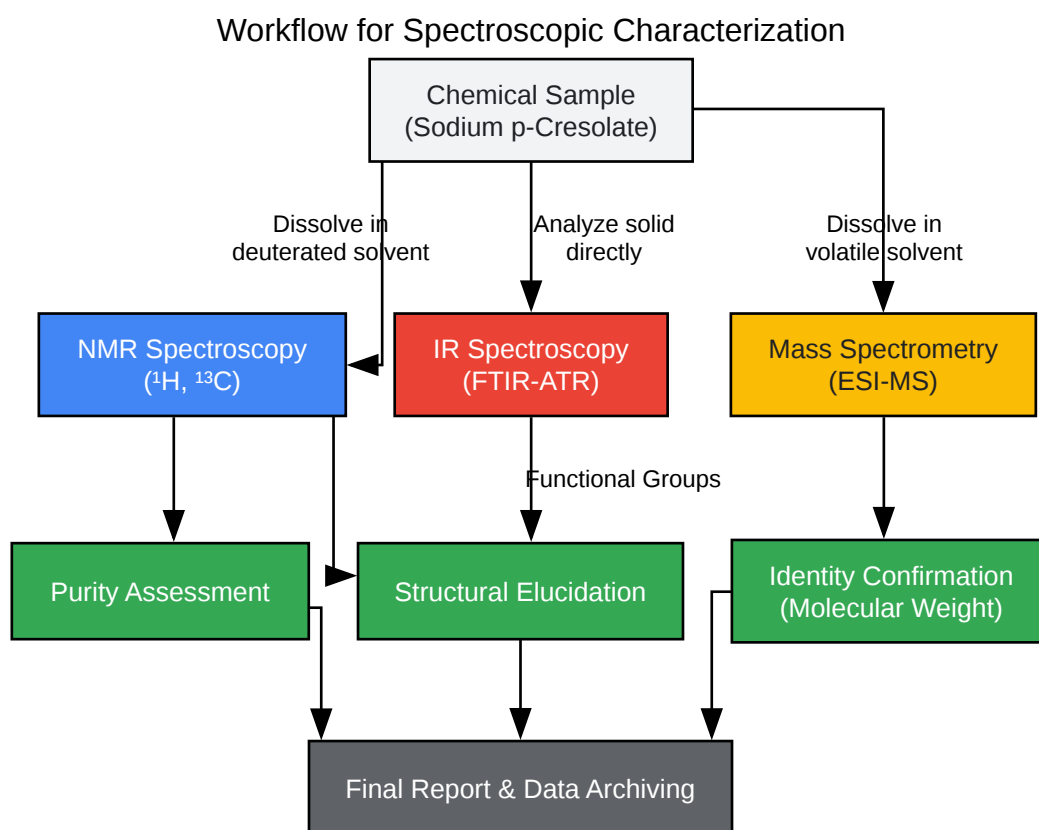 Workflow for Spectroscopic Characterization
Chemical Sample
(Sodium p-Cresolate)
Dissolve in
deuterated solvent
Analyze solid
directly
Dissolve in
volatile solvent
NMR Spectroscopy
(¹H, ¹³C)
IR Spectroscopy
(FTIR-ATR)
Mass Spectrometry
(ESI-MS)
Functional Groups
Purity Assessment
Structural Elucidation
Identity Confirmation
(Molecular Weight)
Final Report & Data Archiving